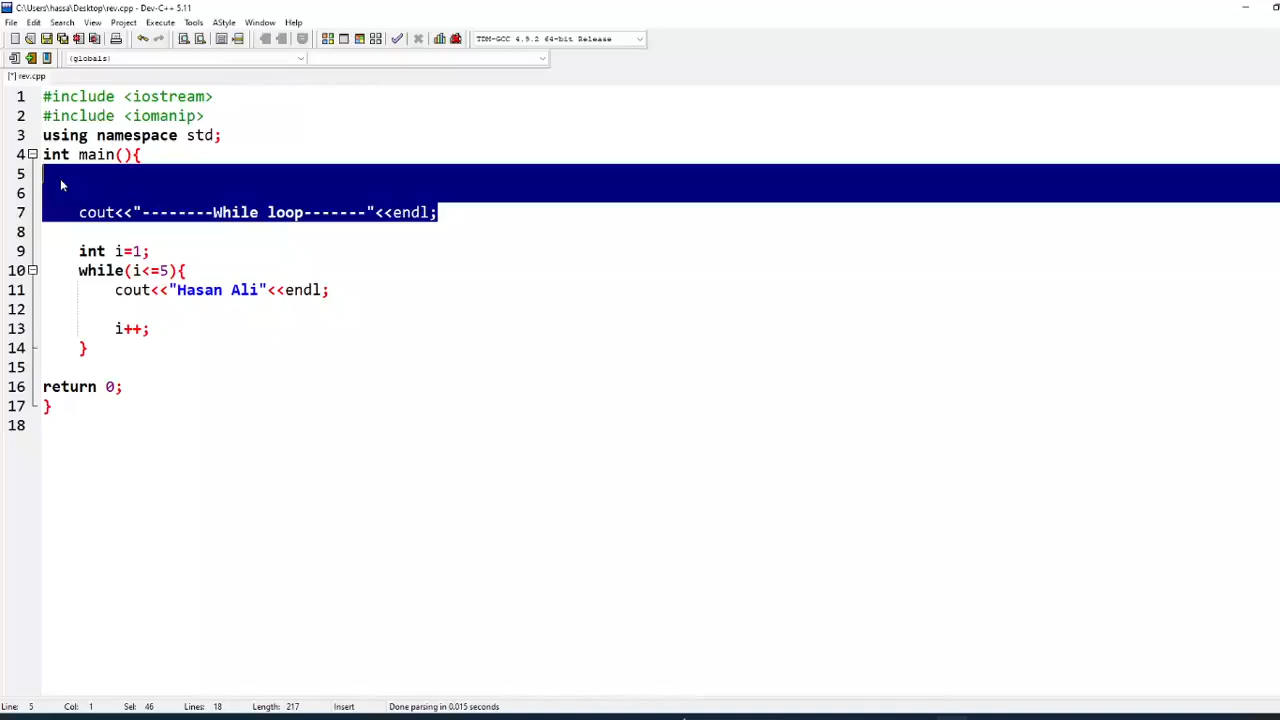 C:\Users\hassa\Desktop\rev.cpp - Dev-C++ 5.11
File Edit Search View Project Execute Tools AStyle Window Help
TDM-GCC 4.9.2 64-bit Release
(globals)
[*] rev.cpp
1 #include <iostream>
2 #include <iomanip>
3 using namespace std;
4 int main(){
5
6
7 cout<<"--------While loop-------"<<endl;
8
9 int i=1;
10 while(i<=5){
11 cout<<"Hasan Ali"<<endl;
12
13 i++;
14 }
15
16 return 0;
17 }
18
Line: 5 Col: 1 Sel: 46 Lines: 18 Length: 217 Insert Done parsing in 0.015 seconds